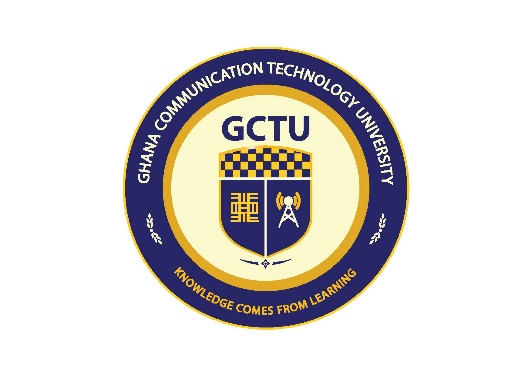 GHANA COMMUNICATION TECHNOLOGY UNIVERSITY
GCTU
KNOWLEDGE COMES FROM LEARNING